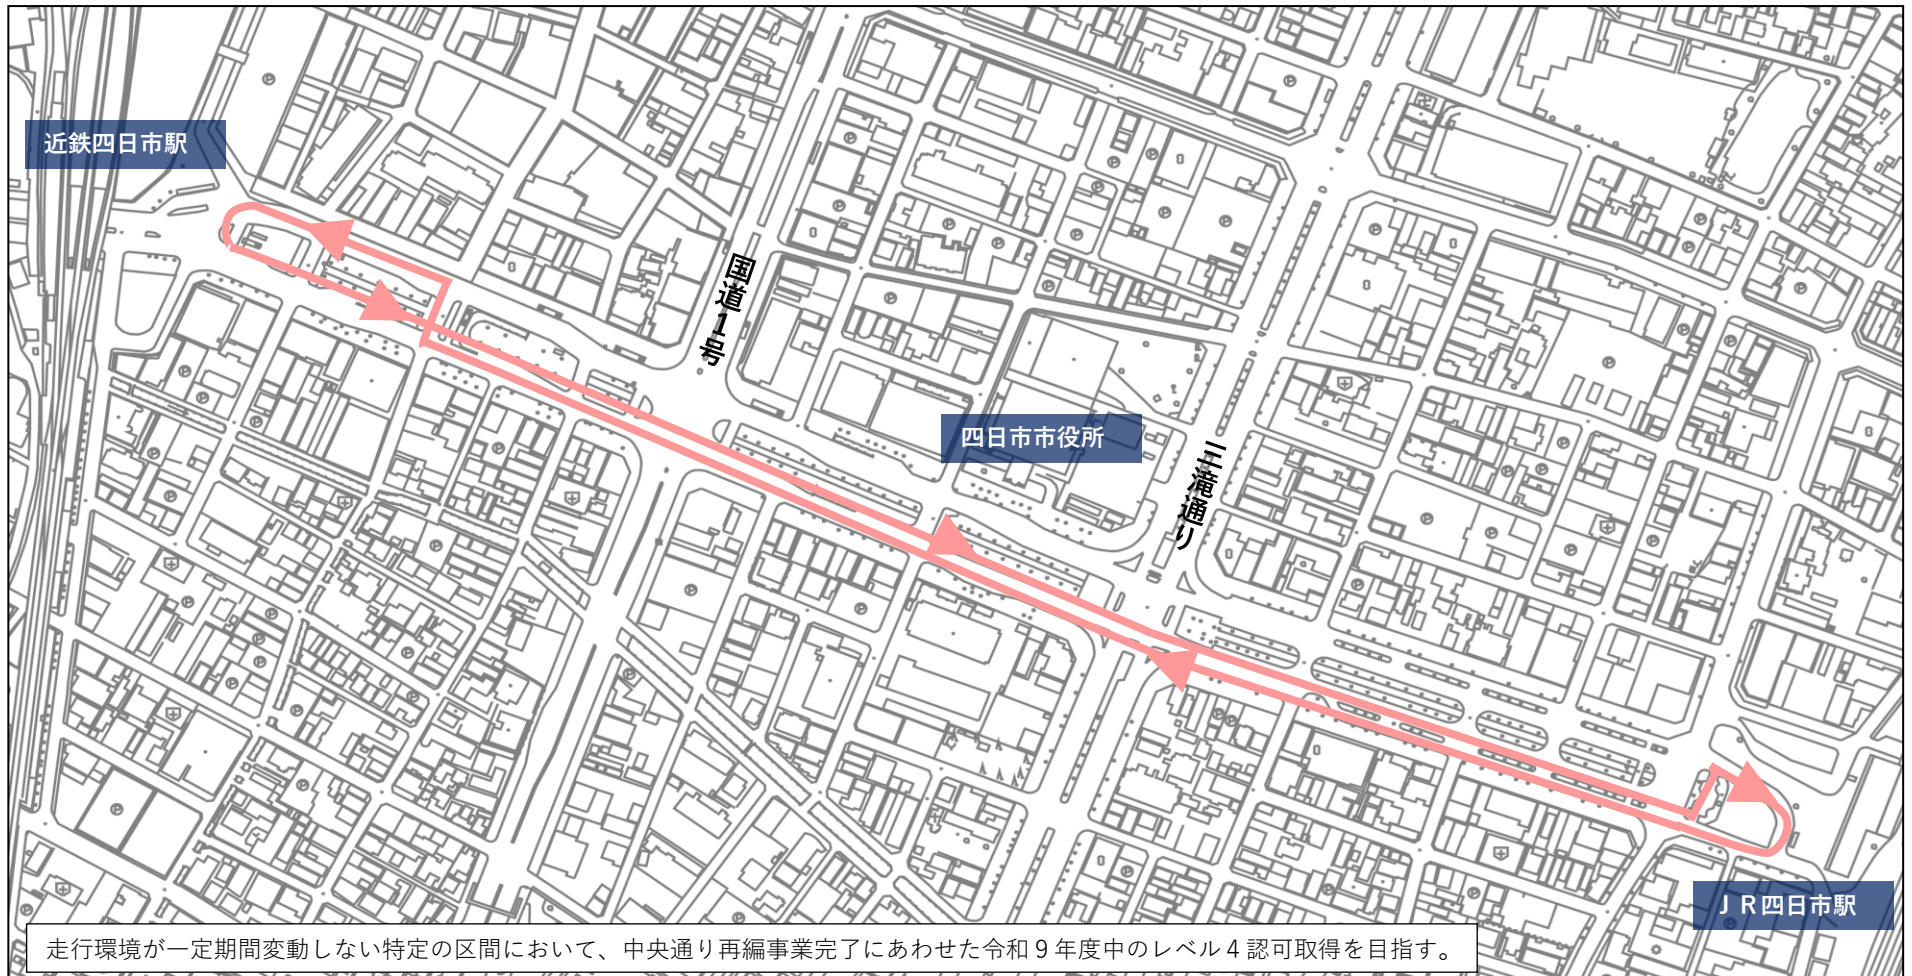 近鉄四日市駅
国道1号
四日市市役所
三滝通り
ＪＲ四日市駅
走行環境が一定期間変動しない特定の区間において、中央通り再編事業完了にあわせた令和９年度中のレベル４認可取得を目指す。